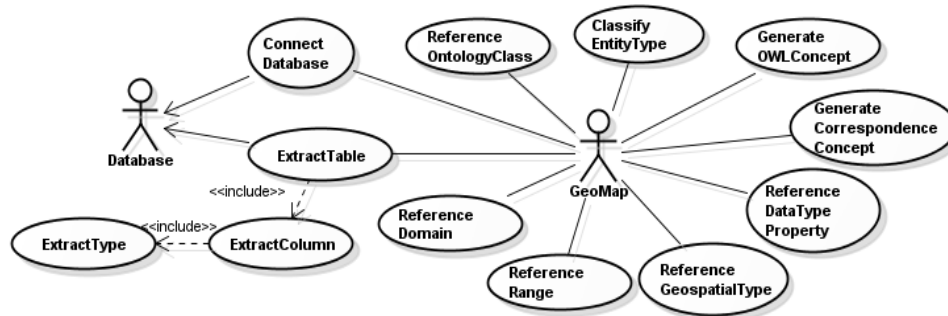 Connect
Database
Reference
OntologyClass
Classify
EntityType
Generate
OWLConcept
Database
ExtractTable
GeoMap
Generate
Correspondence
Concept
<<include>>
Reference
Domain
Reference
DataType
Property
<<include>>
ExtractType
ExtractColumn
Reference
Range
Reference
GeospatialType